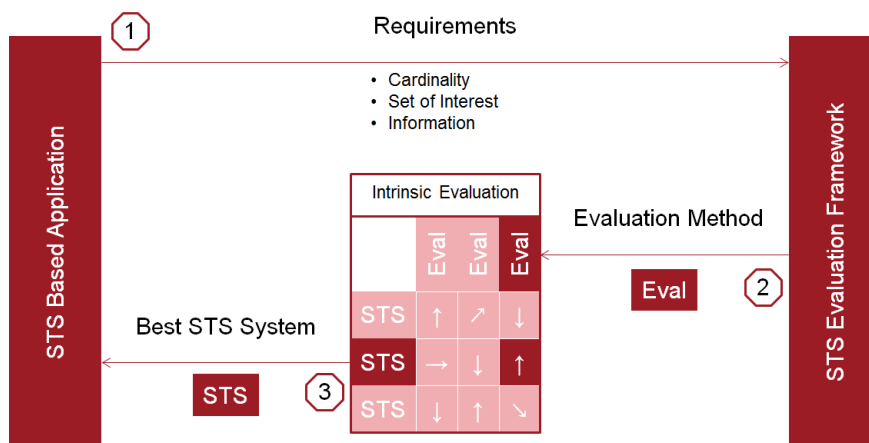 1
Requirements
• Cardinality
• Set of Interest
• Information
STS Based Application
STS Evaluation Framework
Intrinsic Evaluation
Eval Eval Eval
STS ↑ ↗ ↓
STS → ↓ ↑
STS ↓ ↑ ↘
Evaluation Method
Eval
2
Best STS System
STS
3